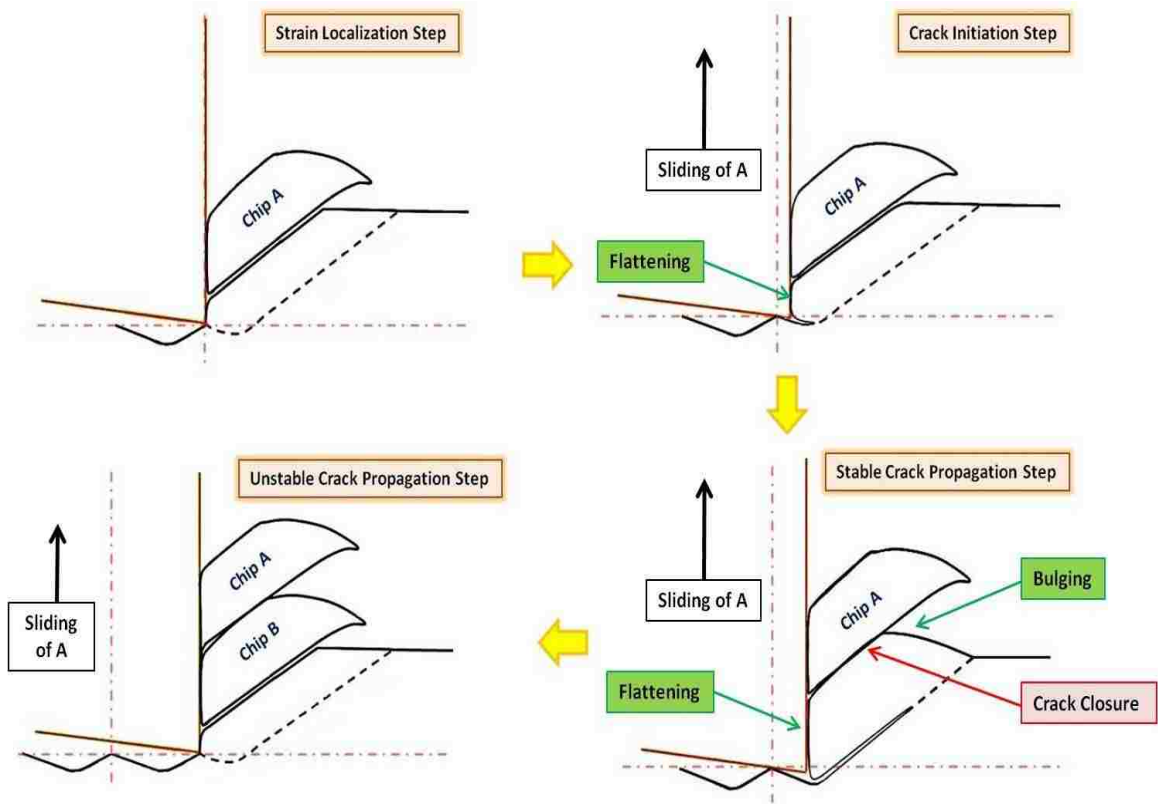 Strain Localization Step
Chip A
Crack Initiation Step
Sliding of A
Chip A
Flattening
Unstable Crack Propagation Step
Chip A
Chip B
Sliding
of A
Stable Crack Propagation Step
Sliding of A
Chip A
Bulging
Flattening
Crack Closure